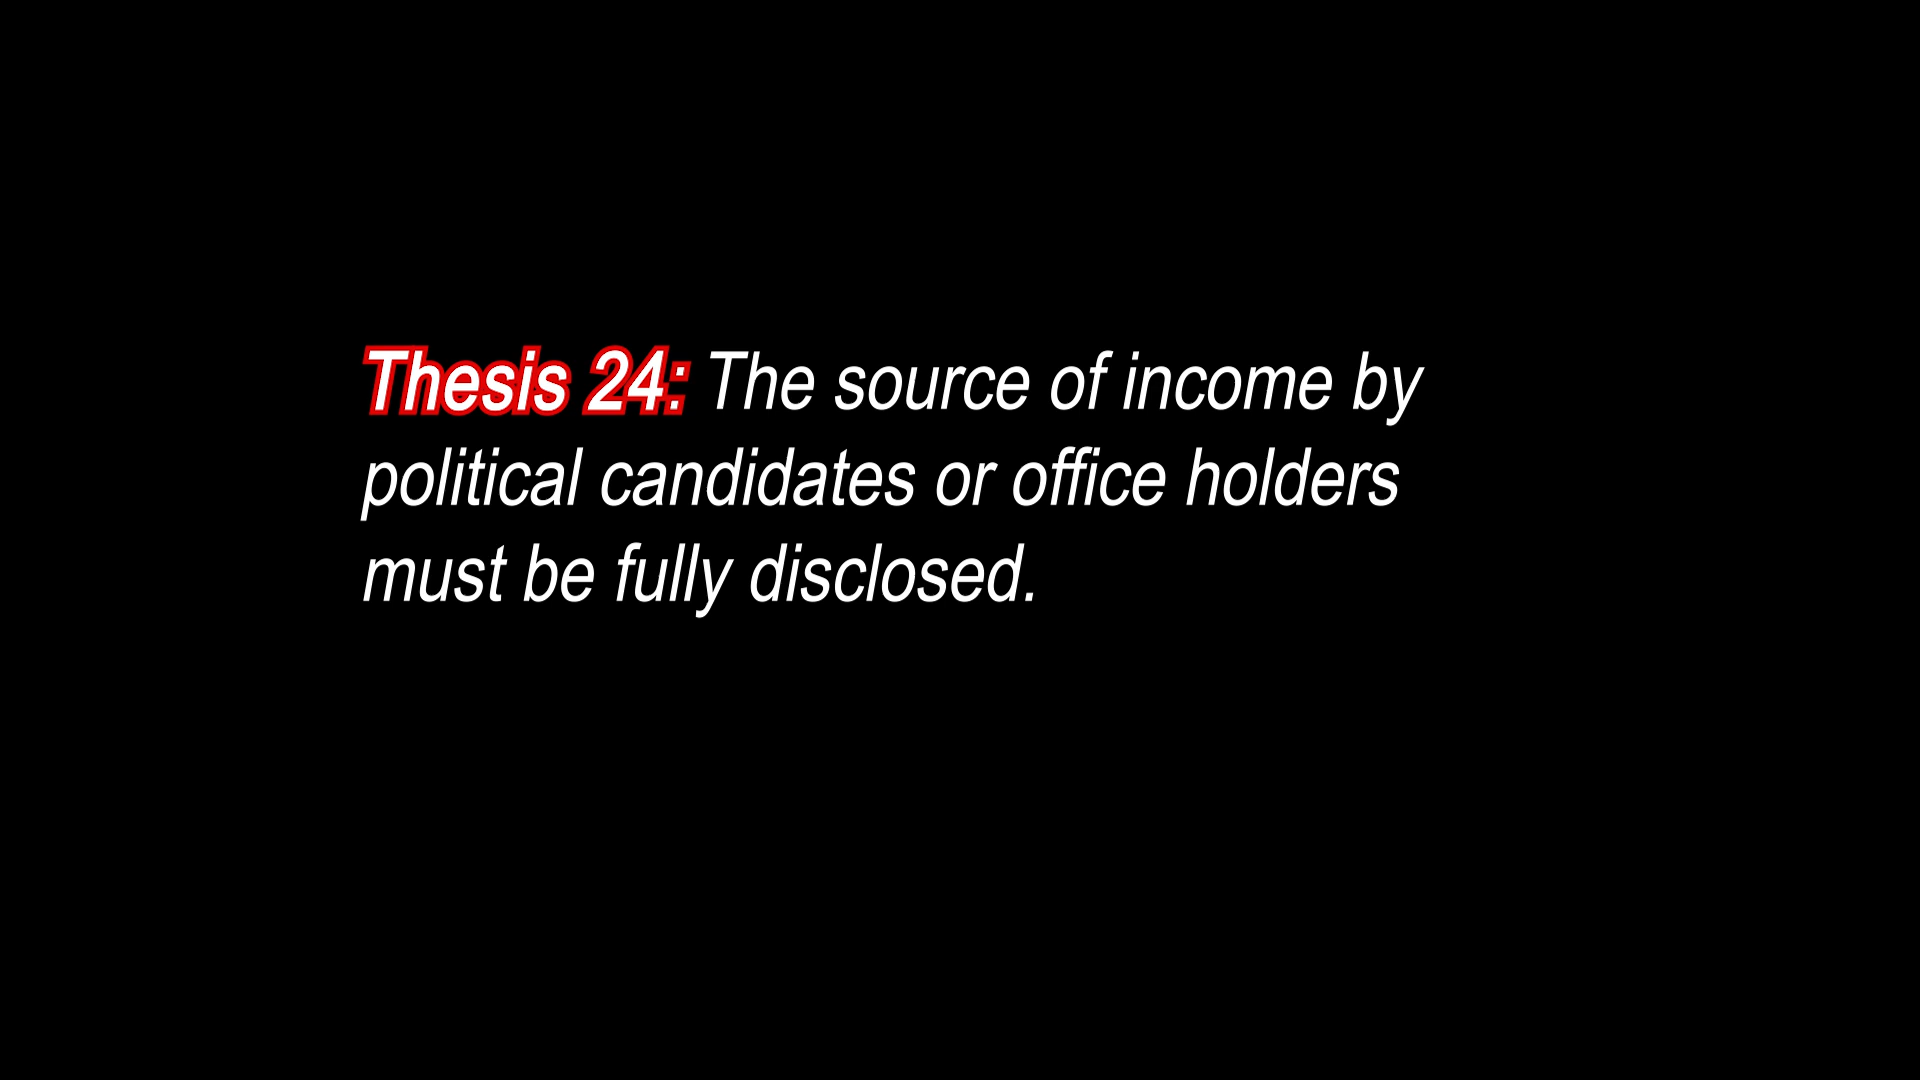 Thesis 24: The source of income by
political candidates or office holders
must be fully disclosed.